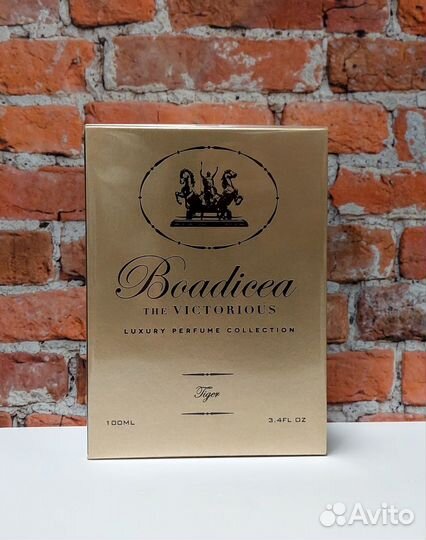 Boadicea
THE VICTORIOUS
LUXURY PERFUME COLLECTION
Tiger
100ML 3.4FL OZ
Avito